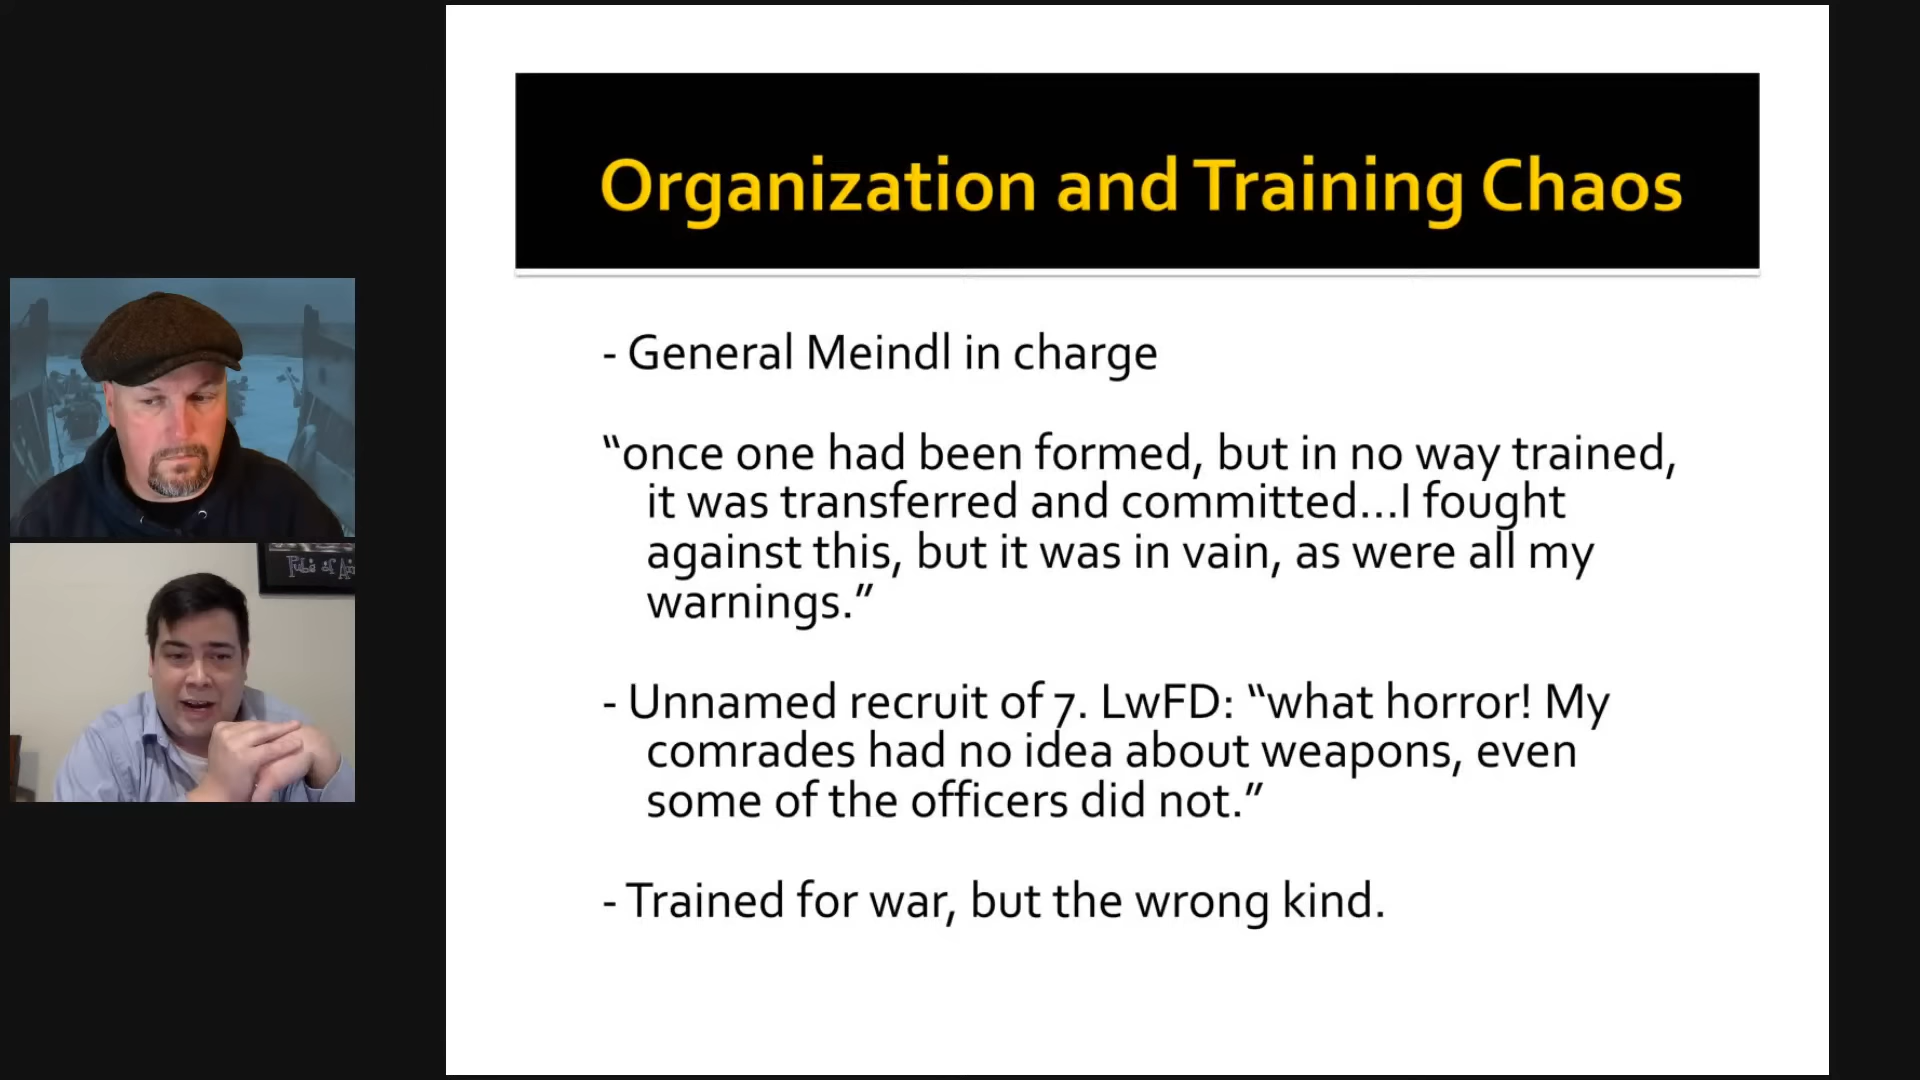 Organization and Training Chaos
- General Meindl in charge
“once one had been formed, but in no way trained,
it was transferred and committed...I fought
against this, but it was in vain, as were all my
warnings.”
- Unnamed recruit of 7. LwFD: “what horror! My
comrades had no idea about weapons, even
some of the officers did not.”
- Trained for war, but the wrong kind.